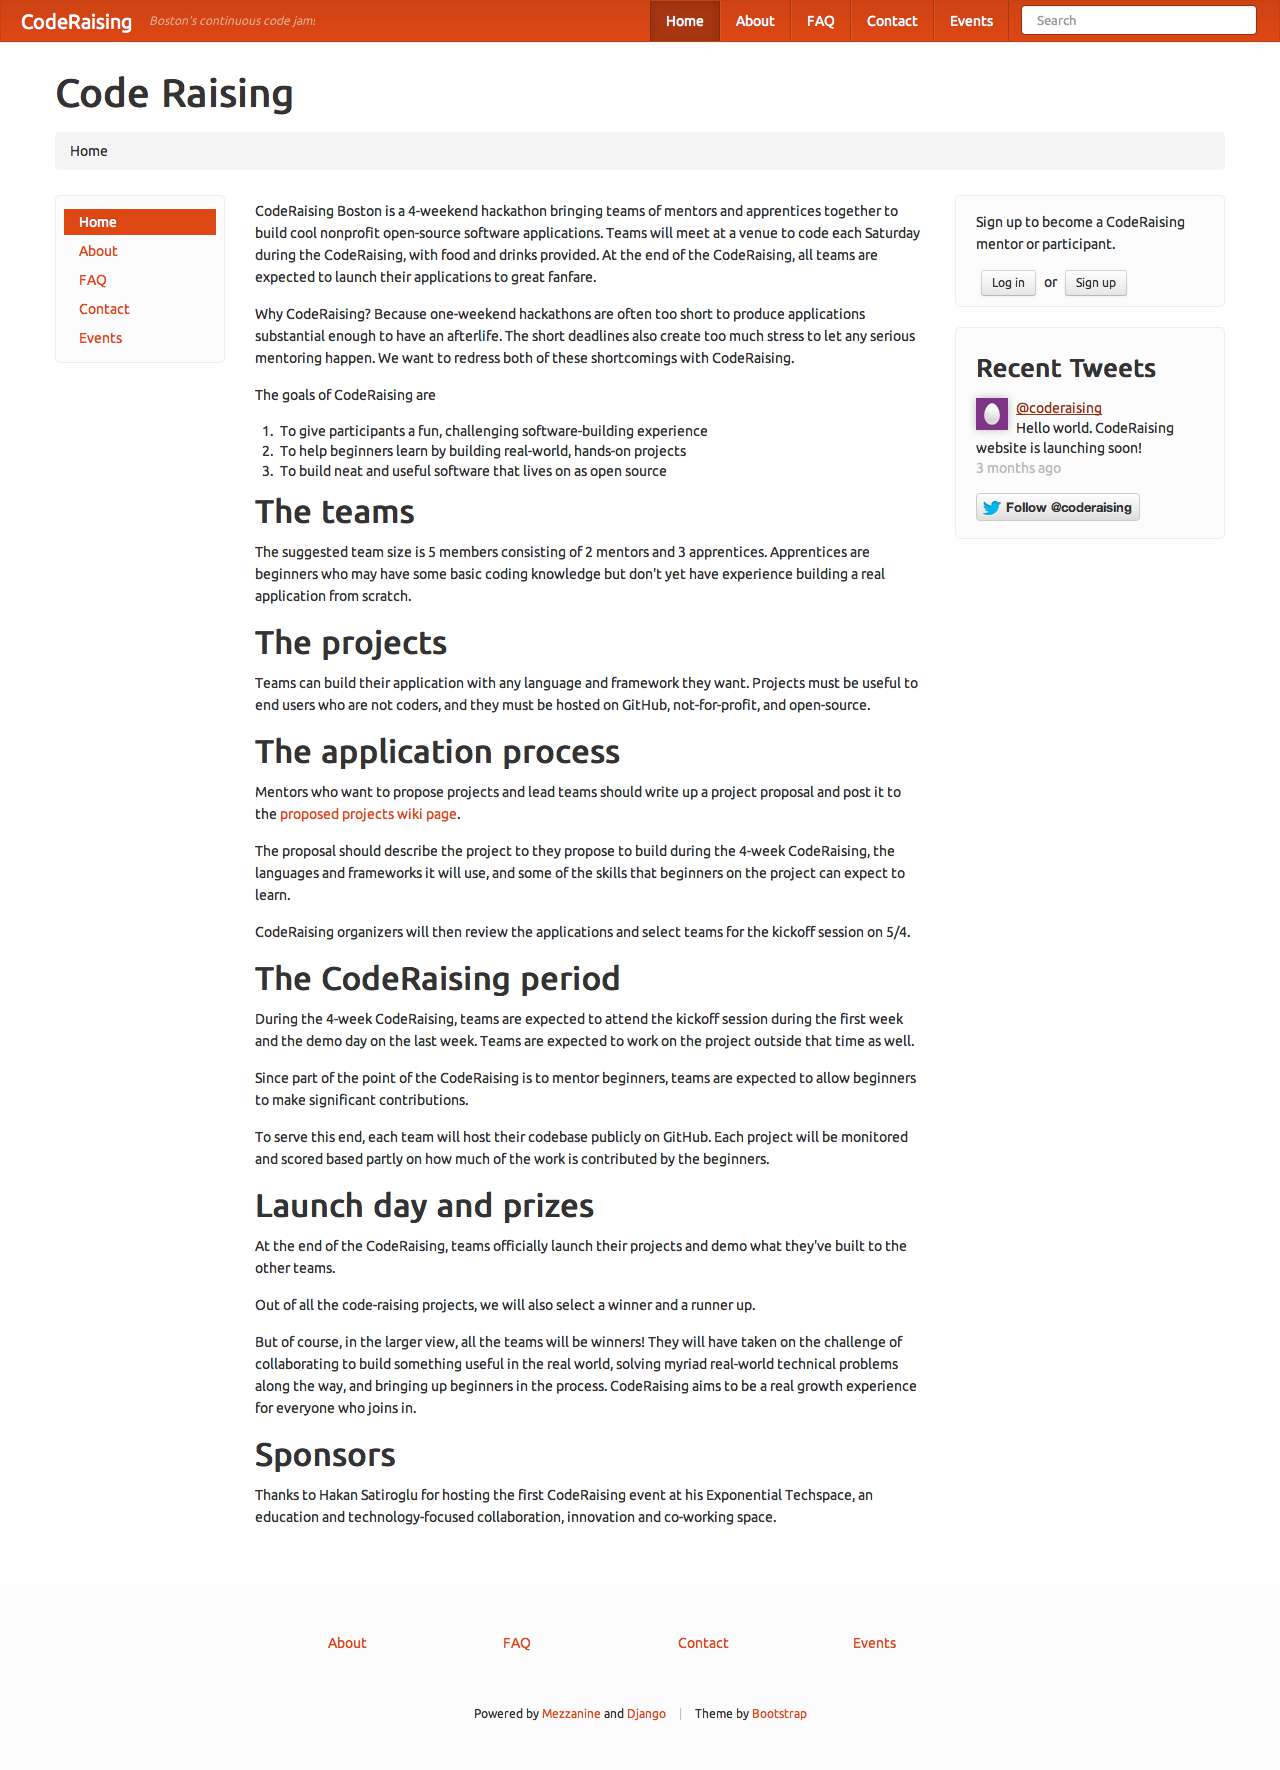 CodeRaising
Boston's continuous code jam!
Home
About
FAQ
Contact
Events
Search
Code Raising
Home
Home
About
FAQ
Contact
Events
CodeRaising Boston is a 4-weekend hackathon bringing teams of mentors and apprentices together to
build cool nonprofit open-source software applications. Teams will meet at a venue to code each Saturday
during the CodeRaising, with food and drinks provided. At the end of the CodeRaising, all teams are
expected to launch their applications to great fanfare.
Why CodeRaising? Because one-weekend hackathons are often too short to produce applications
substantial enough to have an afterlife. The short deadlines also create too much stress to let any serious
mentoring happen. We want to redress both of these shortcomings with CodeRaising.
The goals of CodeRaising are
1. To give participants a fun, challenging software-building experience
2. To help beginners learn by building real-world, hands-on projects
3. To build neat and useful software that lives on as open source
The teams
The suggested team size is 5 members consisting of 2 mentors and 3 apprentices. Apprentices are
beginners who may have some basic coding knowledge but don't yet have experience building a real
application from scratch.
The projects
Teams can build their application with any language and framework they want. Projects must be useful to
end users who are not coders, and they must be hosted on GitHub, not-for-profit, and open-source.
The application process
Mentors who want to propose projects and lead teams should write up a project proposal and post it to
the proposed projects wiki page.
The proposal should describe the project to they propose to build during the 4-week CodeRaising, the
languages and frameworks it will use, and some of the skills that beginners on the project can expect to
learn.
CodeRaising organizers will then review the applications and select teams for the kickoff session on 5/4.
The CodeRaising period
During the 4-week CodeRaising, teams are expected to attend the kickoff session during the first week
and the demo day on the last week. Teams are expected to work on the project outside that time as well.
Since part of the point of the CodeRaising is to mentor beginners, teams are expected to allow beginners
to make significant contributions.
To serve this end, each team will host their codebase publicly on GitHub. Each project will be monitored
and scored based partly on how much of the work is contributed by the beginners.
Launch day and prizes
At the end of the CodeRaising, teams officially launch their projects and demo what they've built to the
other teams.
Out of all the code-raising projects, we will also select a winner and a runner up.
But of course, in the larger view, all the teams will be winners! They will have taken on the challenge of
collaborating to build something useful in the real world, solving myriad real-world technical problems
along the way, and bringing up beginners in the process. CodeRaising aims to be a real growth experience
for everyone who joins in.
Sponsors
Thanks to Hakan Satiroglu for hosting the first CodeRaising event at his Exponential Techspace, an
education and technology-focused collaboration, innovation and co-working space.
Sign up to become a CodeRaising
mentor or participant.
Log in or Sign up
Recent Tweets
@coderaising
Hello world. CodeRaising
website is launching soon!
3 months ago
Follow @coderaising
About
FAQ
Contact
Events
Powered by Mezzanine and Django | Theme by Bootstrap